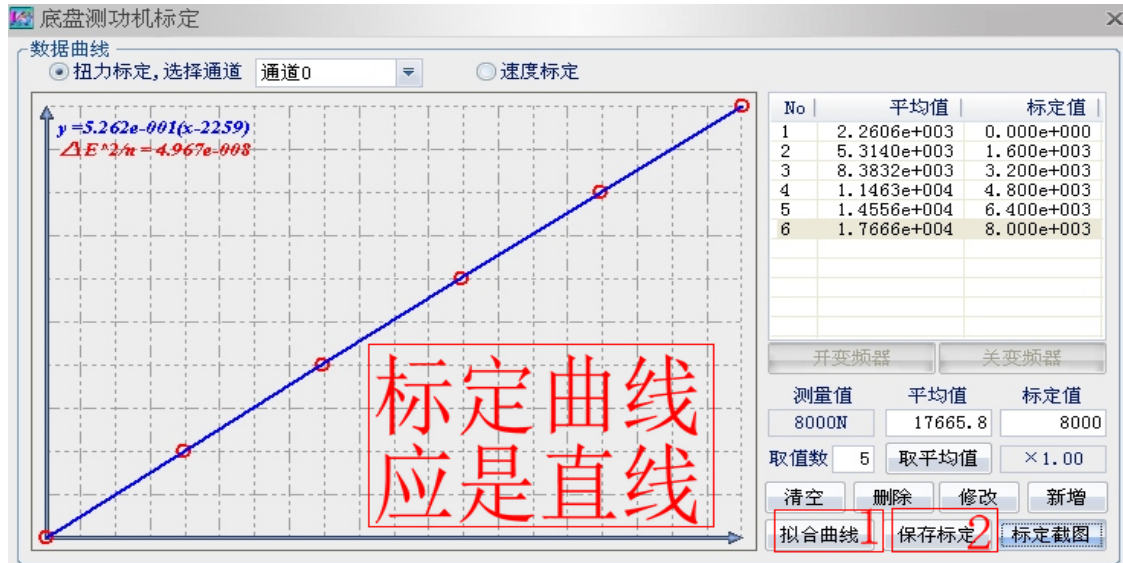 底盘测功机标定
数据曲线
扭力标定,选择通道 通道0 速度标定
y =5.262e-001(x-2259)
△E^2/n = 4.967e-008
No 平均值 标定值
1 2.2606e+003 0.000e+000
2 5.3140e+003 1.600e+003
3 8.3832e+003 3.200e+003
4 1.1463e+004 4.800e+003
5 1.4556e+004 6.400e+003
6 1.7666e+004 8.000e+003
标定曲线
应是直线
开变频器 关变频器
测量值 平均值 标定值
8000N 17665.8 8000
取值数 5 取平均值 ×1.00
清空 删除 修改 新增
拟合曲线 1 保存标定 2 标定截图